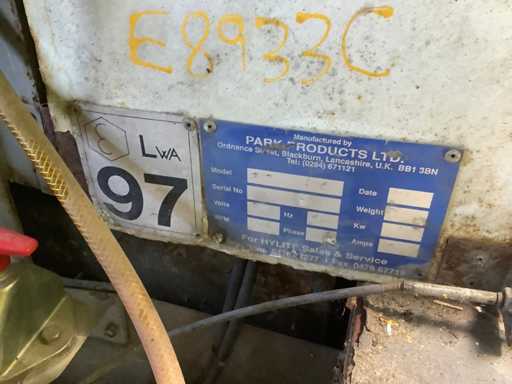 E8933C
LWA
97
Manufactured by
PARK PRODUCTS LTD.
Ordnance Street, Blackburn, Lancashire, U.K. BB1 3BN
Tel: (0254) 671121
Model
Date
Serial No
Weight
Volts
Hz
Kw
RPM
Phase
Amps
For HYLITE Sales & Service